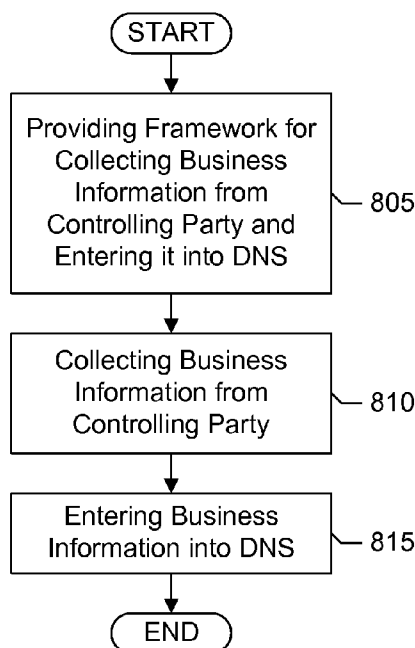 START
Providing Framework for
Collecting Business
Information from
Controlling Party and
Entering it into DNS
805
Collecting Business
Information from
Controlling Party
810
Entering Business
Information into DNS
815
END